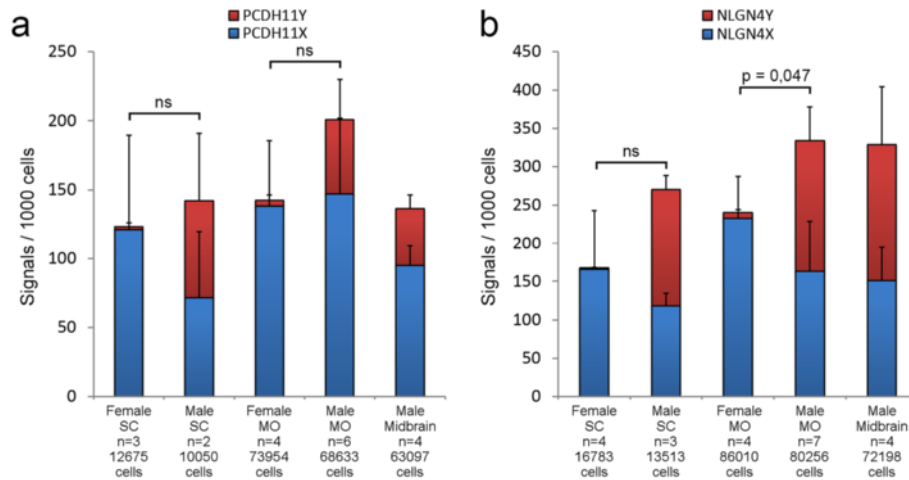 a
PCDH11Y
PCDH11X
Signals / 1000 cells
250
200
150
100
50
0
ns
ns
Female
SC
n=3
12675
cells
Male
SC
n=2
10050
cells
Female
MO
n=4
73954
cells
Male
MO
n=6
68633
cells
Male
Midbrain
n=4
63097
cells
b
NLGN4Y
NLGN4X
Signals / 1000 cells
450
400
350
300
250
200
150
100
50
0
ns
p = 0,047
Female
SC
n=4
16783
cells
Male
SC
n=3
13513
cells
Female
MO
n=4
86010
cells
Male
MO
n=7
80256
cells
Male
Midbrain
n=4
72198
cells